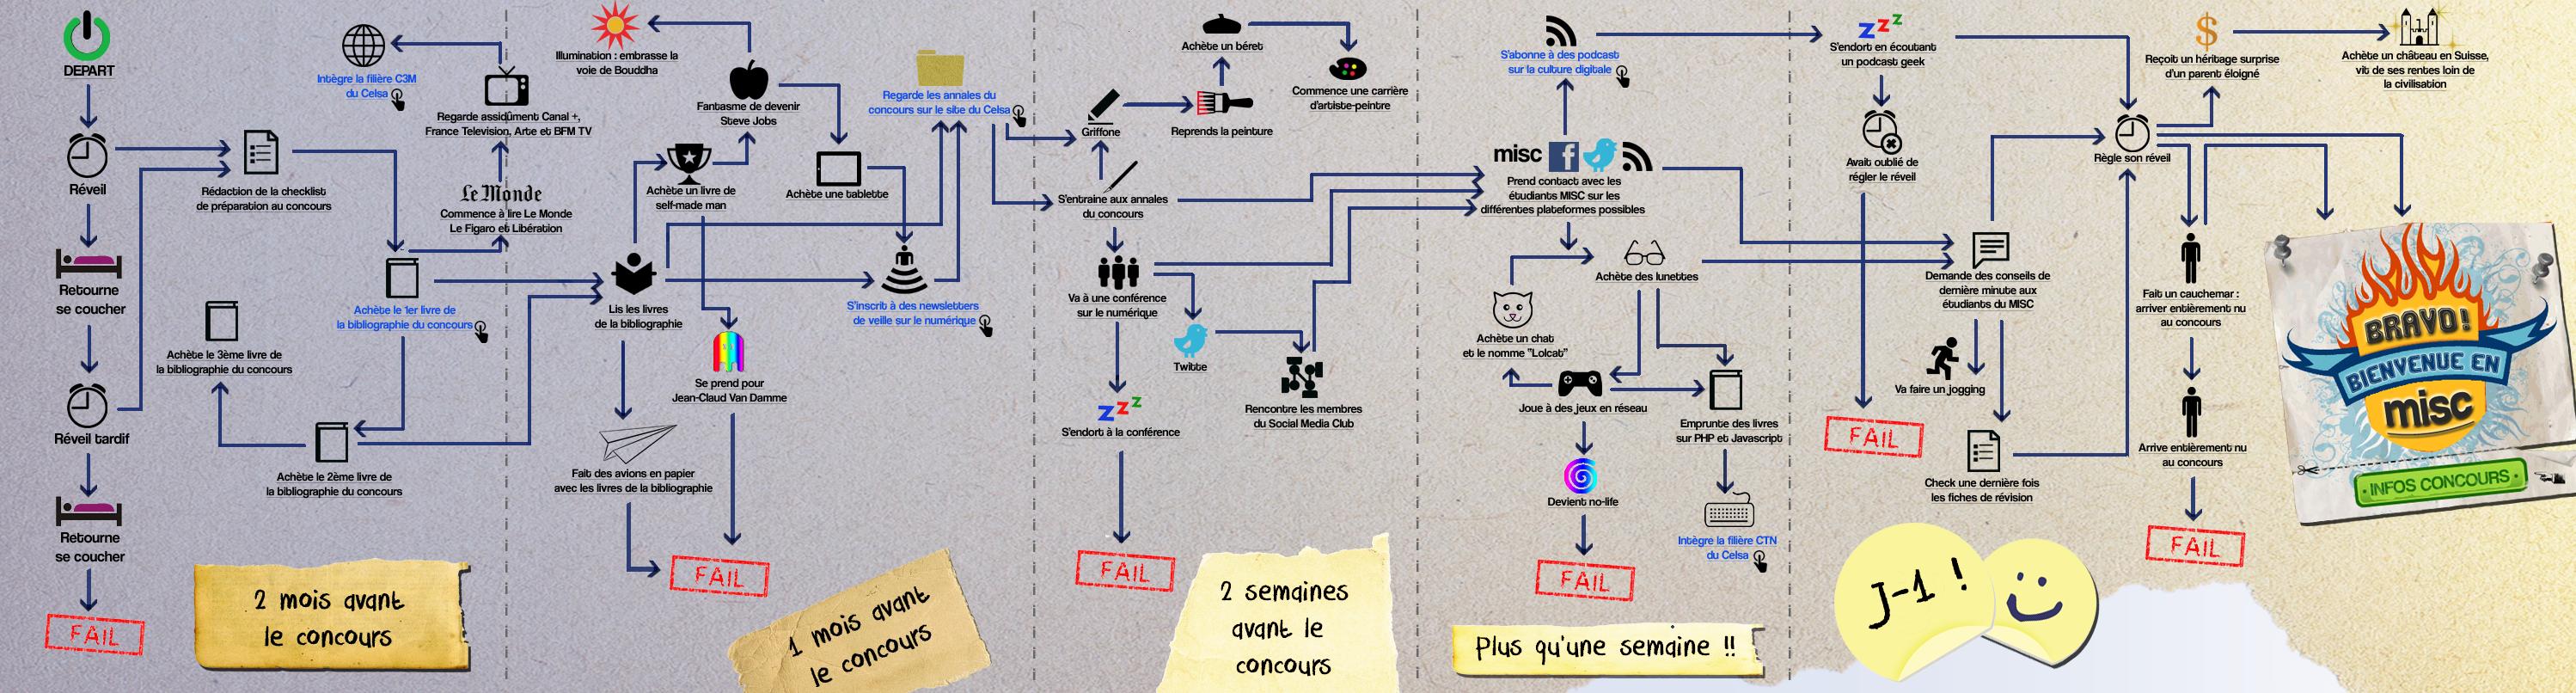 DEPART
Réveil
Retourne
se coucher
Réveil tardif
Retourne
se coucher
FAIL
Rédaction de la checklist
de préparation au concours
Achète le 3ème livre de
la bibliographie du concours
Achète le 2ème livre de
la bibliographie du concours
Achète le 1er livre de
la bibliographie du concours
Intègre la filière C3M
du Celsa
Regarde assidûment Canal +,
France Television, Arte et BFM TV
Le Monde
Commence à lire Le Monde
Le Figaro et Libération
2 mois avant
le concours
Illumination : embrasse la
voie de Bouddha
Fantasme de devenir
Steve Jobs
Achète un livre de
self-made man
Achète une tablette
Regarde les annales du
concours sur le site du Celsa
Lis les livres
de la bibliographie
S'inscrit à des newsletters
de veille sur le numérique
Se prend pour
Jean-Claud Van Damme
Fait des avions en papier
avec les livres de la bibliographie
FAIL
1 mois avant
le concours
Achète un béret
Commence une carrière
d'artiste-peintre
Griffone
Reprends la peinture
S'entraine aux annales
du concours
Va à une conférence
sur le numérique
Twitte
Rencontre les membres
du Social Media Club
z z z
S'endort à la conférence
FAIL
2 semaines
avant le
concours
S'abonne à des podcast
sur la culture digitale
misc f
Prend contact avec les
étudiants MISC sur les
différentes plateformes possibles
Achète des lunettes
Achète un chat
et le nomme "Lolcat"
Joue à des jeux en réseau
Emprunte des livres
sur PHP et Javascript
Devient no-life
Intègre la filière CTN
du Celsa
FAIL
Plus qu'une semaine !!
z z z
S'endort en écoutant
un podcast geek
Avait oublié de
régler le réveil
FAIL
Demande des conseils de
dernière minute aux
étudiants du MISC
Va faire un jogging
Check une dernière fois
les fiches de révision
J-1 !
$
Reçoit un héritage surprise
d'un parent éloigné
Achète un château en Suisse,
vit de ses rentes loin de
la civilisation
Règle son réveil
Fait un cauchemar :
arriver entièrement nu
au concours
Arrive entièrement nu
au concours
FAIL
BRAVO!
BIENVENUE EN
misc
INFOS CONCOURS